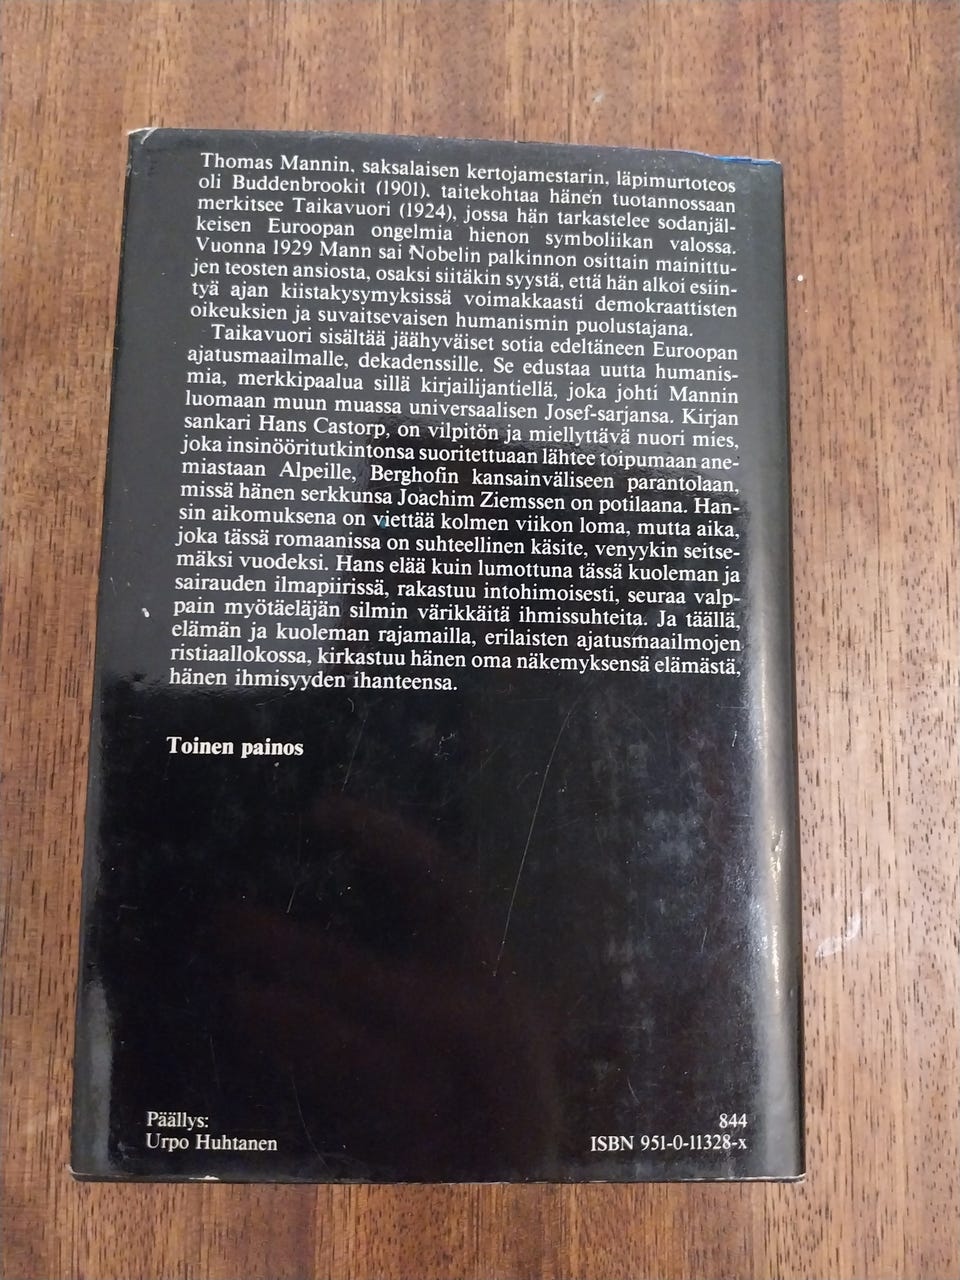 Thomas Mannin, saksalaisen kertojamestarin, läpimurtoteos
oli Buddenbrookit (1901). taitekohtaa hänen tuotannossaan
merkitsee Taikavuori (1924), jossa hän tarkastelee sodanjäl-
keisen Euroopan ongelmia hienon symboliikan valossa.
Vuonna 1929 Mann sai Nobelin palkinnon osittain mainittu-
jen teosten ansiosta, osaksi siitäkin syystä, että hän alkoi esiin-
tyä ajan kiistakysymyksissä voimakkaasti demokraattisten
oikeuksien ja suvaitsevaisen humanismin puolustajana.
Taikavuori sisältää jäähyväiset sotia edeltäneen Euroopan
ajatusmaailmalle, dekadenssille. Se edustaa uutta humanis-
mia, merkkipaalua sillä kirjailijantiellä, joka johti Mannin
luomaan muun muassa universaalisen Josef-sarjansa. Kirjan
sankari Hans Castorp, on vilpitön ja miellyttävä nuori mies,
joka insinööritutkintonsa suoritettuaan lähtee toipumaan ane-
miastaan Alpeille, Berghofin kansainväliseen parantolaan,
missä hänen serkkunsa Joachim Ziemssen on potilaana. Han-
sin aikomuksena on viettää kolmen viikon loma, mutta aika,
joka tässä romaanissa on suhteellinen käsite, venyykin seitse-
mäksi vuodeksi. Hans elää kuin lumottuna tässä kuoleman ja
sairauden ilmapiirissä, rakastuu intohimoisesti, seuraa valp-
pain myötäeläjän silmin värikkäitä ihmissuhteita. Ja täällä,
elämän ja kuoleman rajamailla, erilaisten ajatusmaailmojen
ristiaallokossa, kirkastuu hänen oma näkemyksensä elämästä,
hänen ihmisyyden ihanteensa.
Toinen painos
Päällys:
Urpo Huhtanen
844
ISBN 951-0-11328-x